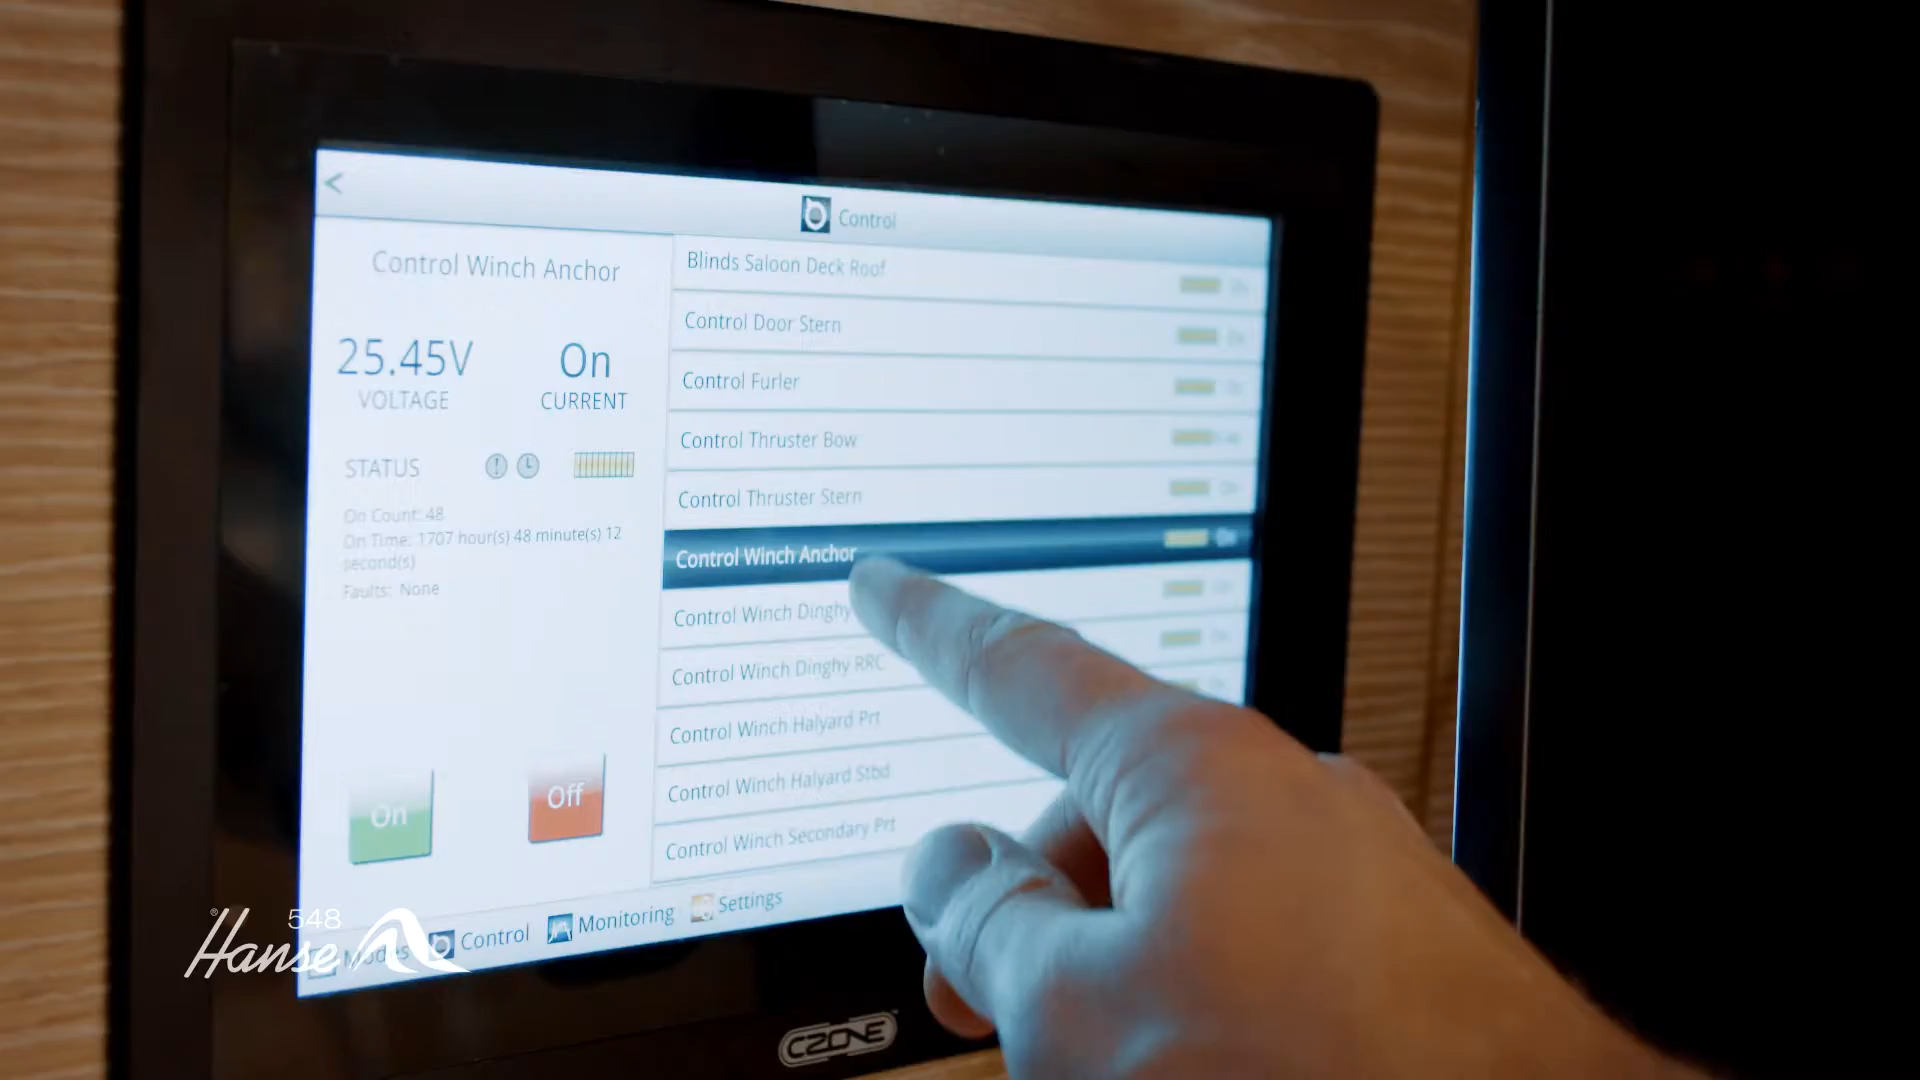 <
Control
Control Winch Anchor
25.45V
On
VOLTAGE
CURRENT
STATUS
On Count: 48
On Time: 1707 hour(s) 48 minute(s) 12
second(s)
Faults: None
On
Off
Blinds Saloon Deck Roof
Control Door Stern
Control Furler
Control Thruster Bow
Control Thruster Stern
Control Winch Anchor
On
Control Winch Dinghy
Control Winch Dinghy RRC
Control Winch Halyard Prt
Control Winch Halyard Stbd
Control Winch Secondary Prt
Modes
Control
Monitoring
Settings
548
®Hanse
CZONE